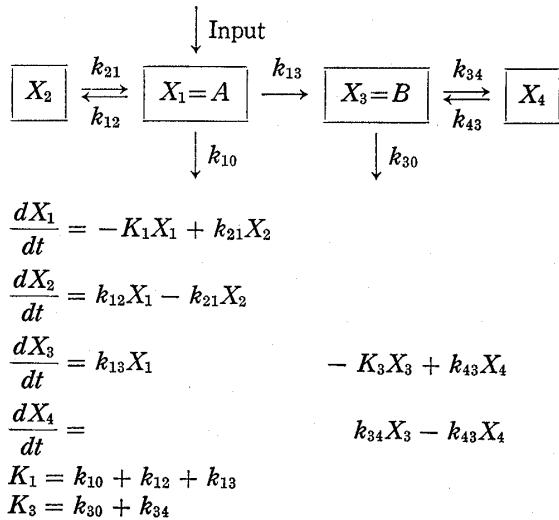 Input
k₂₁ k₁₃ k₃₄
X₂ X₁ = A X₃ = B X₄
k₁₂ k₄₃
k₁₀ k₃₀
dX₁/dt = −K₁X₁ + k₂₁X₂
dX₂/dt = k₁₂X₁ − k₂₁X₂
dX₃/dt = k₁₃X₁ − K₃X₃ + k₄₃X₄
dX₄/dt = k₃₄X₃ − k₄₃X₄
K₁ = k₁₀ + k₁₂ + k₁₃
K₃ = k₃₀ + k₃₄